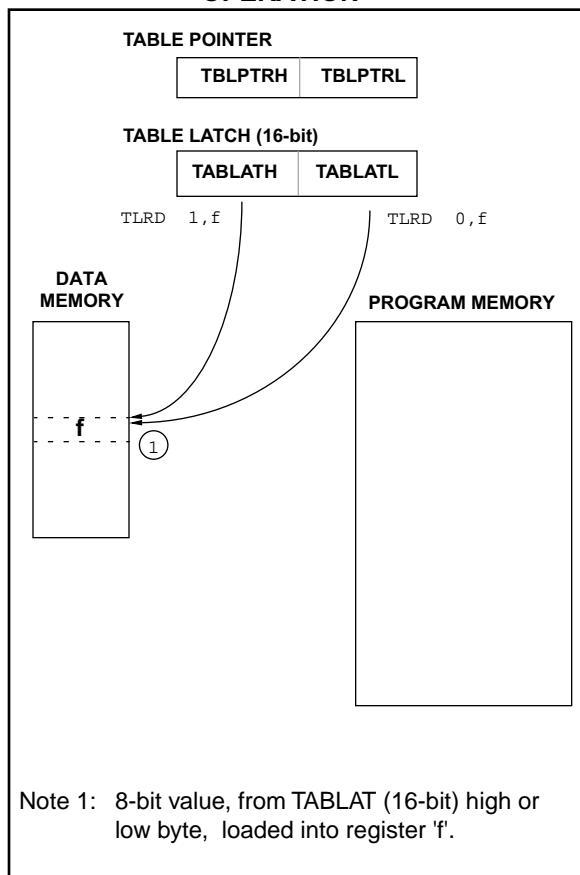 OPERATION
TABLE POINTER
TBLPTRH TBLPTRL
TABLE LATCH (16-bit)
TABLATH TABLATL
TLRD 1,f TLRD 0,f
DATA
MEMORY
PROGRAM MEMORY
f
1
Note 1: 8-bit value, from TABLAT (16-bit) high or
low byte, loaded into register 'f'.